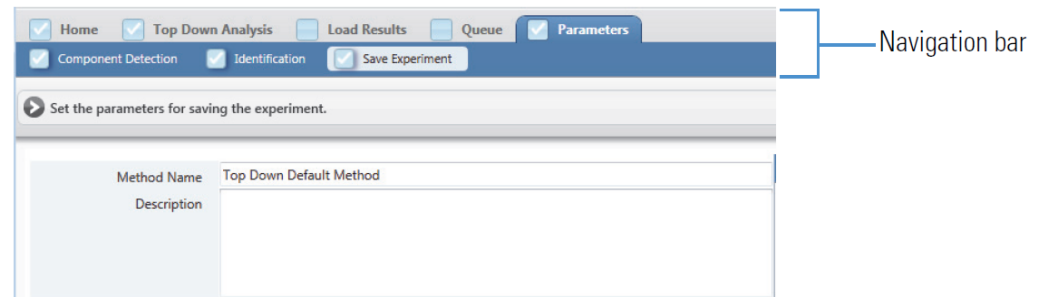 Home Top Down Analysis Load Results Queue Parameters
Navigation bar
Component Detection Identification Save Experiment
Set the parameters for saving the experiment.
Method Name Top Down Default Method
Description